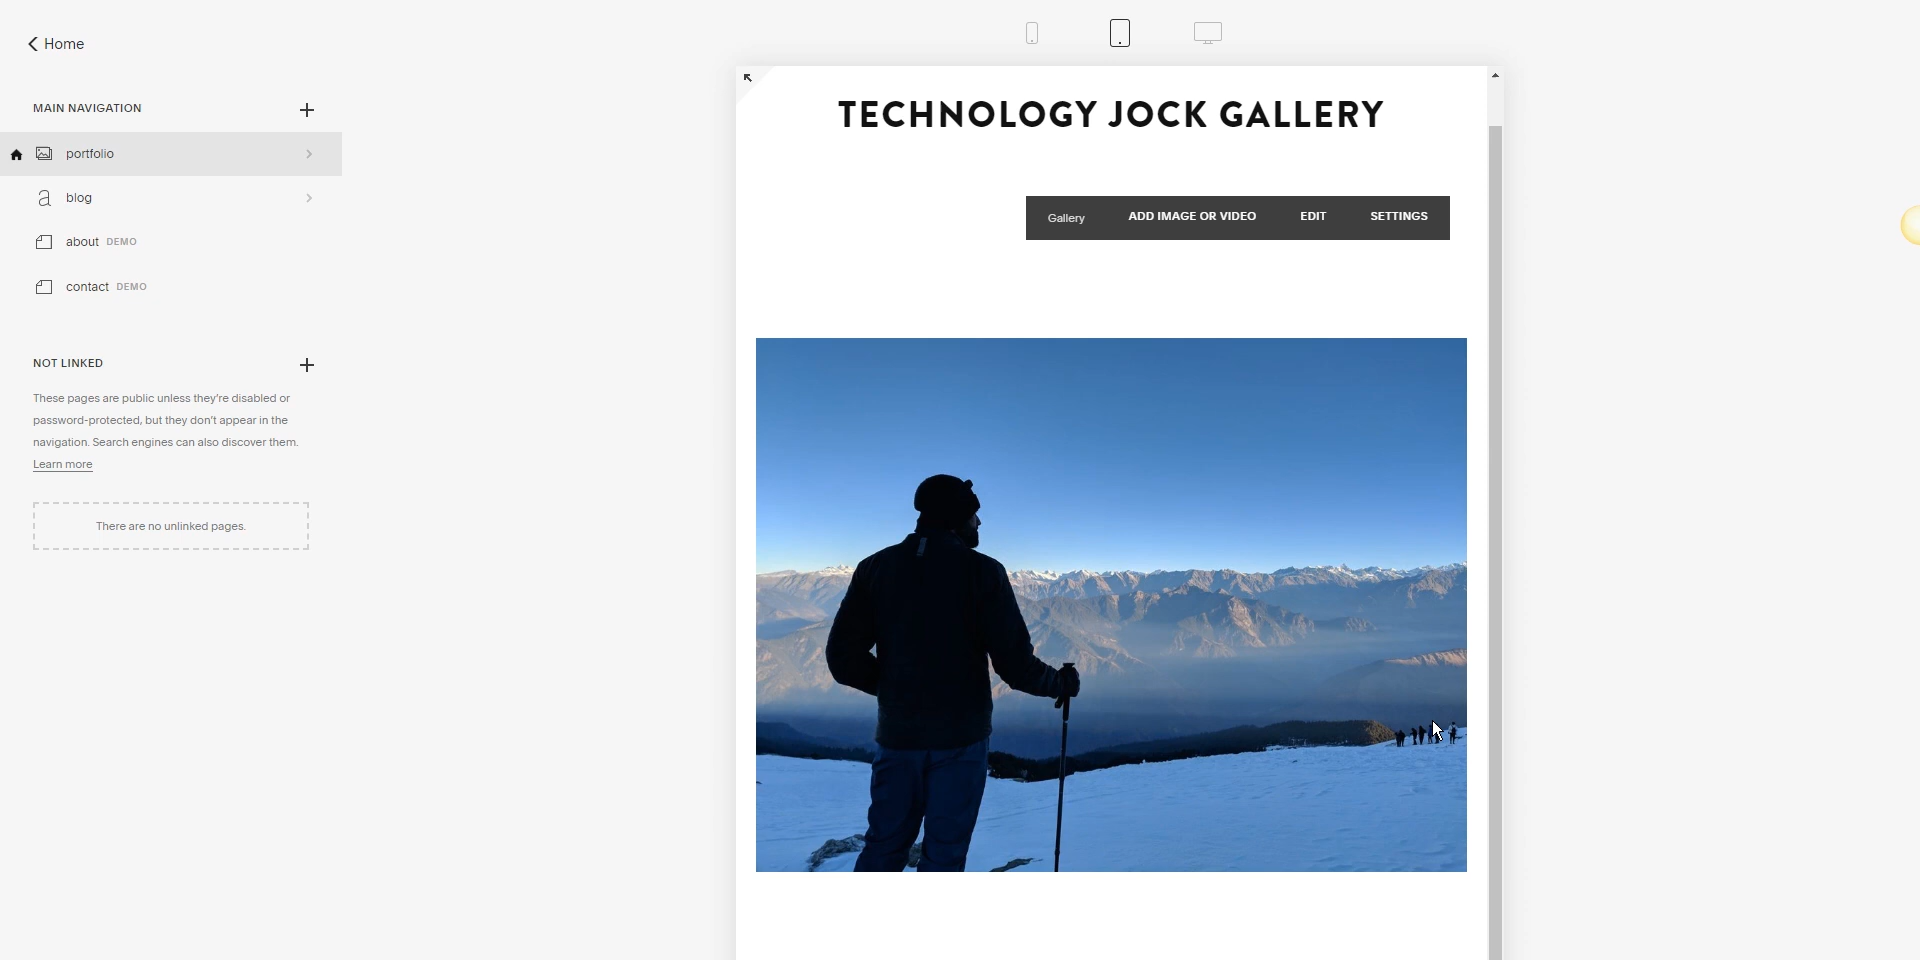 Home
MAIN NAVIGATION
portfolio
blog
about DEMO
contact DEMO
NOT LINKED
These pages are public unless they're disabled or
password-protected, but they don't appear in the
navigation. Search engines can also discover them.
Learn more
There are no unlinked pages.
TECHNOLOGY JOCK GALLERY
Gallery ADD IMAGE OR VIDEO EDIT SETTINGS